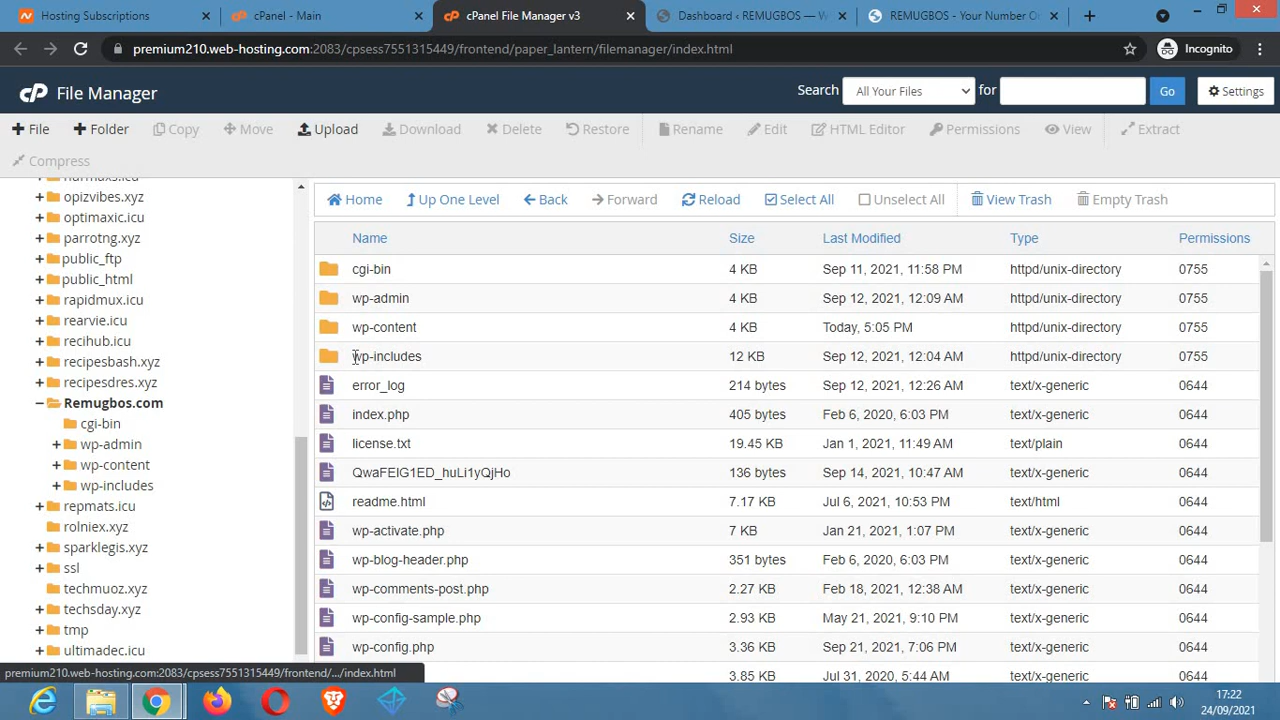 Hosting Subscriptions
cPanel - Main
cPanel File Manager v3
Dashboard ‹ REMUGBOS — W
REMUGBOS - Your Number O
premium210.web-hosting.com:2083/cpsess7551315449/frontend/paper_lantern/filemanager/index.html
Incognito
cP File Manager
Search
All Your Files
for
Go
Settings
File
Folder
Copy
Move
Upload
Download
Delete
Restore
Rename
Edit
HTML Editor
Permissions
View
Extract
Compress
opizvibes.xyz
optimaxic.icu
parrotng.xyz
public_ftp
public_html
rapidmux.icu
rearvie.icu
recihub.icu
recipesbash.xyz
recipesdres.xyz
Remugbos.com
cgi-bin
wp-admin
wp-content
wp-includes
repmats.icu
rolniex.xyz
sparklegis.xyz
ssl
techmuoz.xyz
techsday.xyz
tmp
ultimadec.icu
Home
Up One Level
Back
Forward
Reload
Select All
Unselect All
View Trash
Empty Trash
Name Size Last Modified Type Permissions
cgi-bin 4 KB Sep 11, 2021, 11:58 PM httpd/unix-directory 0755
wp-admin 4 KB Sep 12, 2021, 12:09 AM httpd/unix-directory 0755
wp-content 4 KB Today, 5:05 PM httpd/unix-directory 0755
wp-includes 12 KB Sep 12, 2021, 12:04 AM httpd/unix-directory 0755
error_log 214 bytes Sep 12, 2021, 12:26 AM text/x-generic 0644
index.php 405 bytes Feb 6, 2020, 6:03 PM text/x-generic 0644
license.txt 19.45 KB Jan 1, 2021, 11:49 AM text/plain 0644
139 bytes Sep 14, 2021, 10:47 AM text/x-generic 0644
readme.html 7.17 KB Jul 6, 2021, 10:53 PM text/html 0644
wp-activate.php 7 KB Jan 21, 2021, 1:07 PM text/x-generic 0644
wp-blog-header.php 351 bytes Feb 6, 2020, 6:03 PM text/x-generic 0644
wp-comments-post.php 2.27 KB Feb 18, 2021, 12:38 AM text/x-generic 0644
wp-config-sample.php 2.93 KB May 21, 2021, 9:10 PM text/x-generic 0644
wp-config.php 3.22 KB Sep 21, 2021, 7:06 PM text/x-generic 0644
3.85 KB Jul 31, 2020, 5:44 AM text/x-generic 0644
premium210.web-hosting.com:2083/cpsess7551315449/frontend/.../index.html
17:22
24/09/2021